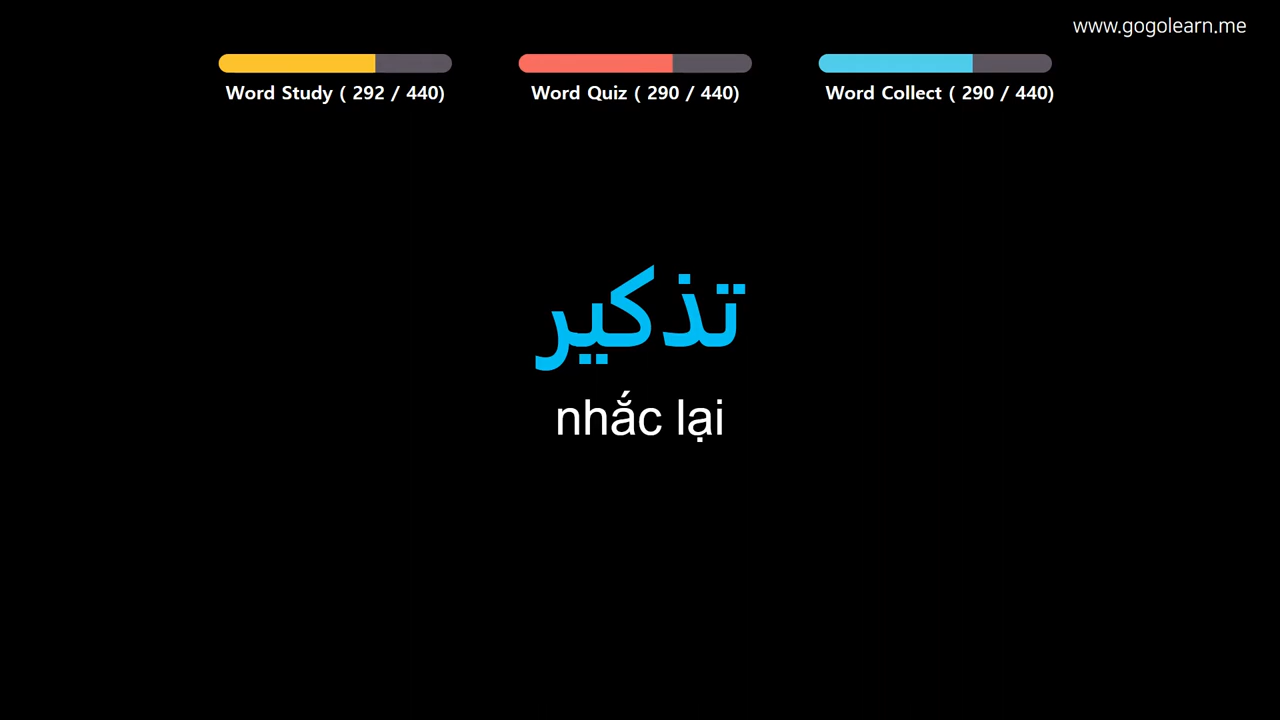 www.gogolearn.me
Word Study ( 292 / 440)
Word Quiz ( 290 / 440)
Word Collect ( 290 / 440)
تذكير
nhắc lại